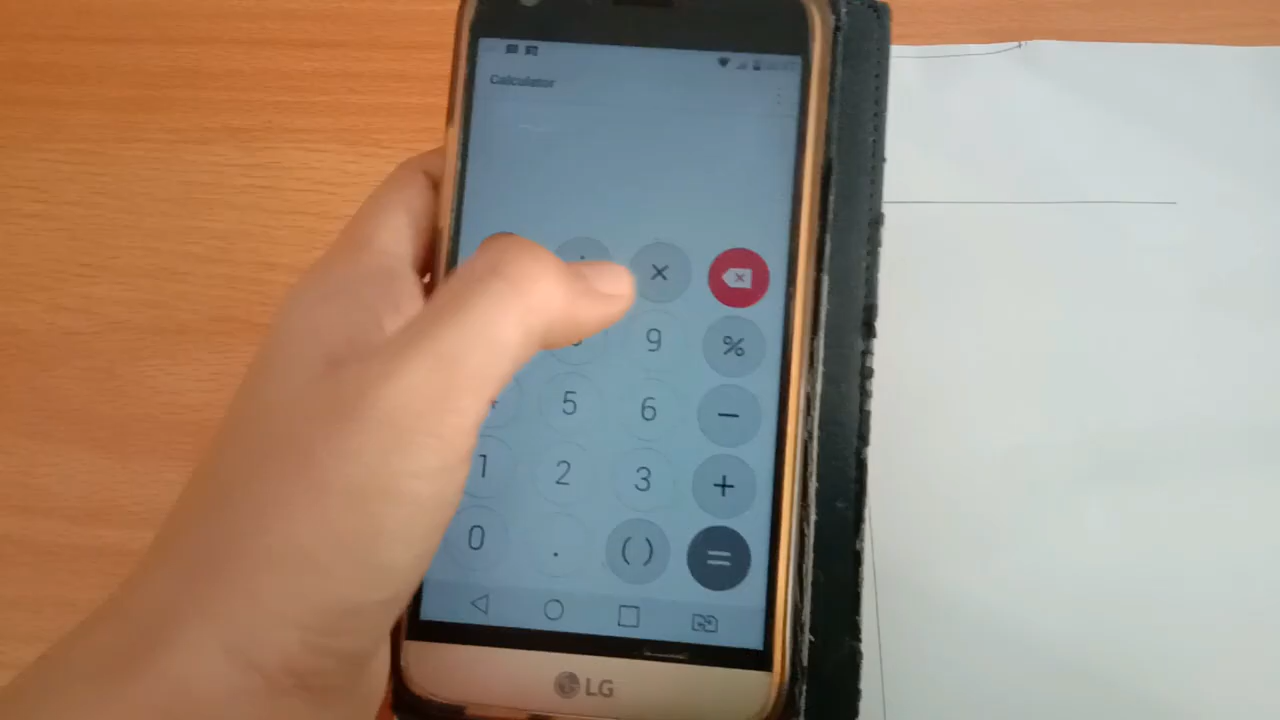 Calculator
÷ ×
9 %
5 6 −
1 2 3 +
0 . ( ) =
LG